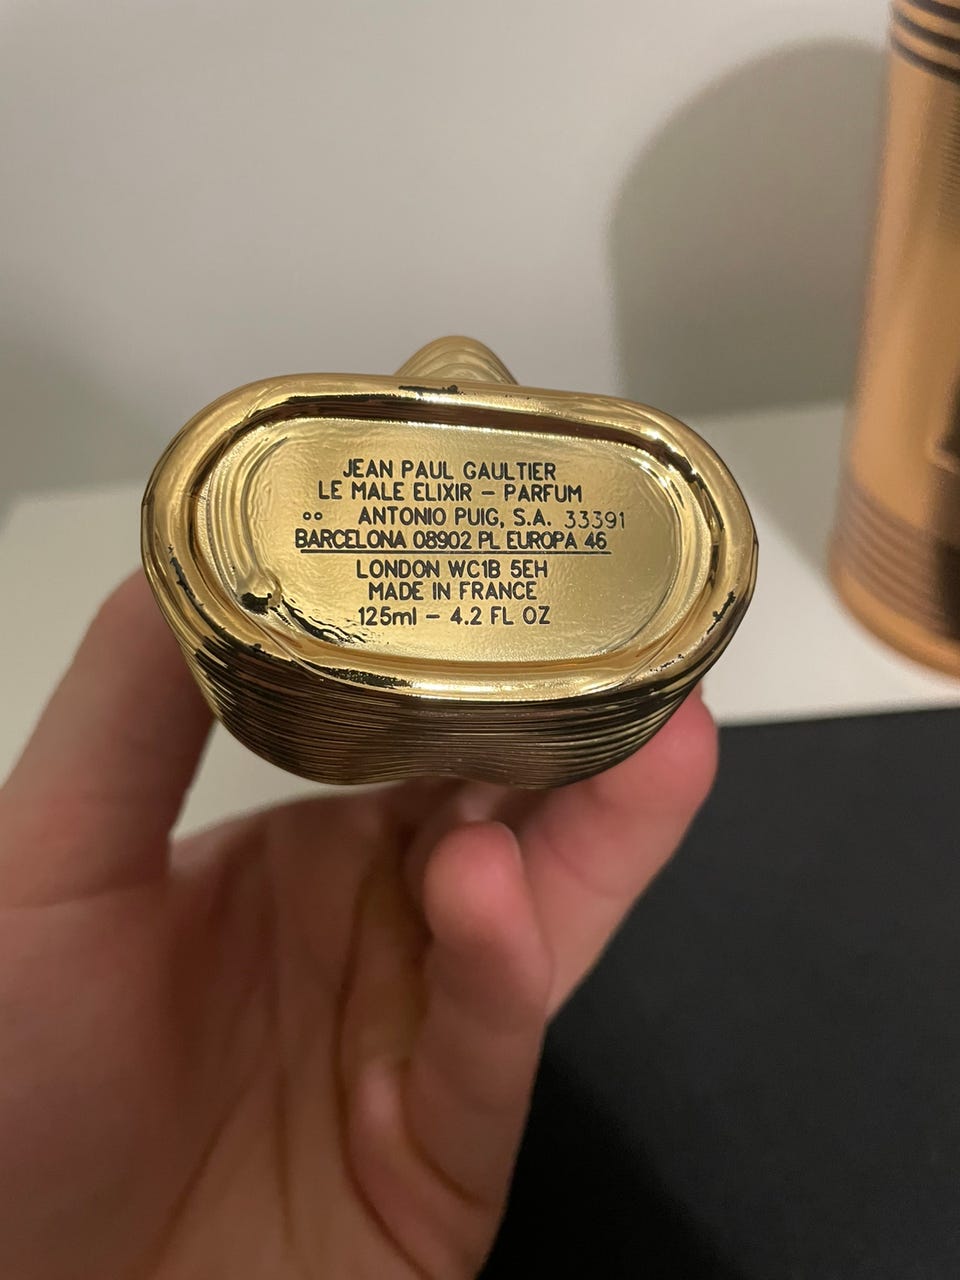 JEAN PAUL GAULTIER
LE MALE ELIXIR – PARFUM
ANTONIO PUIG, S.A. 33391
BARCELONA 08902 PL EUROPA 46
LONDON WC1B 5EH
MADE IN FRANCE
125ml – 4.2 FL OZ